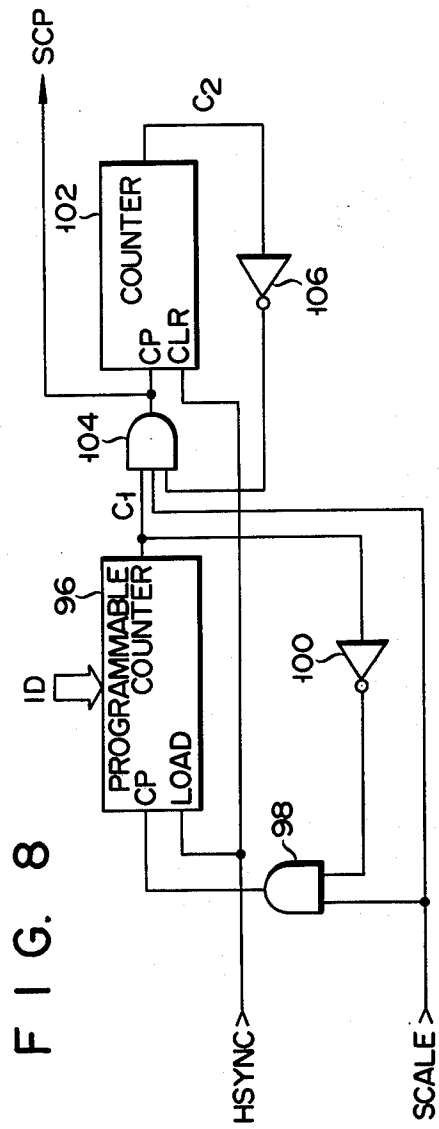 FIG. 8
SCP
102
COUNTER
CP
CLR
C2
106
104
C1
96
ID
PROGRAMMABLE
COUNTER
CP
LOAD
100
98
HSYNC
SCALE